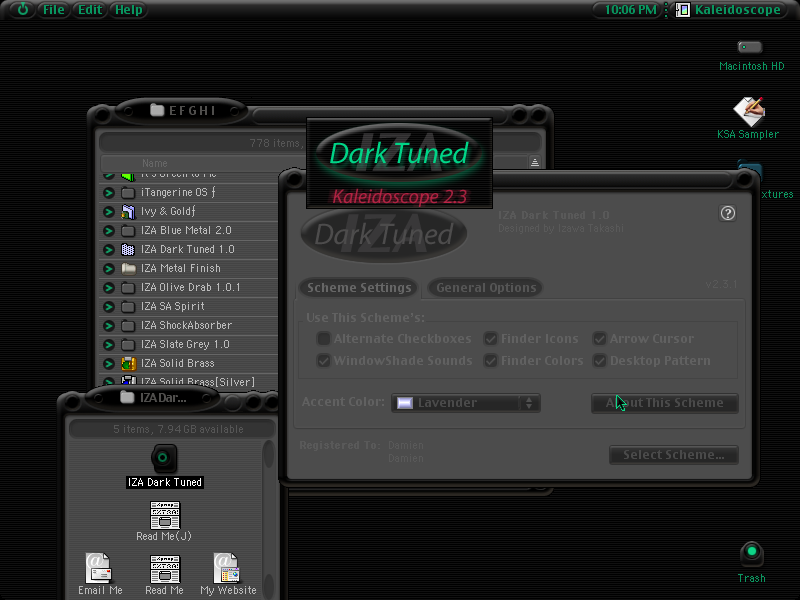 File Edit Help
10:06 PM Kaleidoscope
Macintosh HD
KSA Sampler
xtures
Trash
EFGHI
778 items,
Name
iTangerine OS ƒ
Ivy & Goldƒ
IZA Blue Metal 2.0
IZA Dark Tuned 1.0
IZA Metal Finish
IZA Olive Drab 1.0.1
IZA SA Spirit
IZA ShockAbsorber
IZA Slate Grey 1.0
IZA Solid Brass
IZA Solid Brass[Silver]
IZA
Dark Tuned
Kaleidoscope 2.3
IZA
Dark Tuned
IZA Dark Tuned 1.0
Designed by Izawa Takashi
?
v2.3.1
Scheme Settings General Options
Use This Scheme's:
Alternate Checkboxes Finder Icons Arrow Cursor
WindowShade Sounds Finder Colors Desktop Pattern
Accent Color: Lavender About This Scheme
Registered To: Damien
Damien
Select Scheme...
IZA Dar...
5 items, 7.94 GB available
IZA Dark Tuned
Read Me(J)
Email Me Read Me My Website